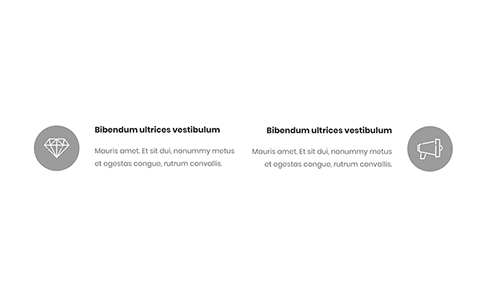 Bibendum ultrices vestibulum
Mauris amet. Et sit dui, nonummy metus
et egestas congue, rutrum convallis.
Bibendum ultrices vestibulum
Mauris amet. Et sit dui, nonummy metus
et egestas congue, rutrum convallis.